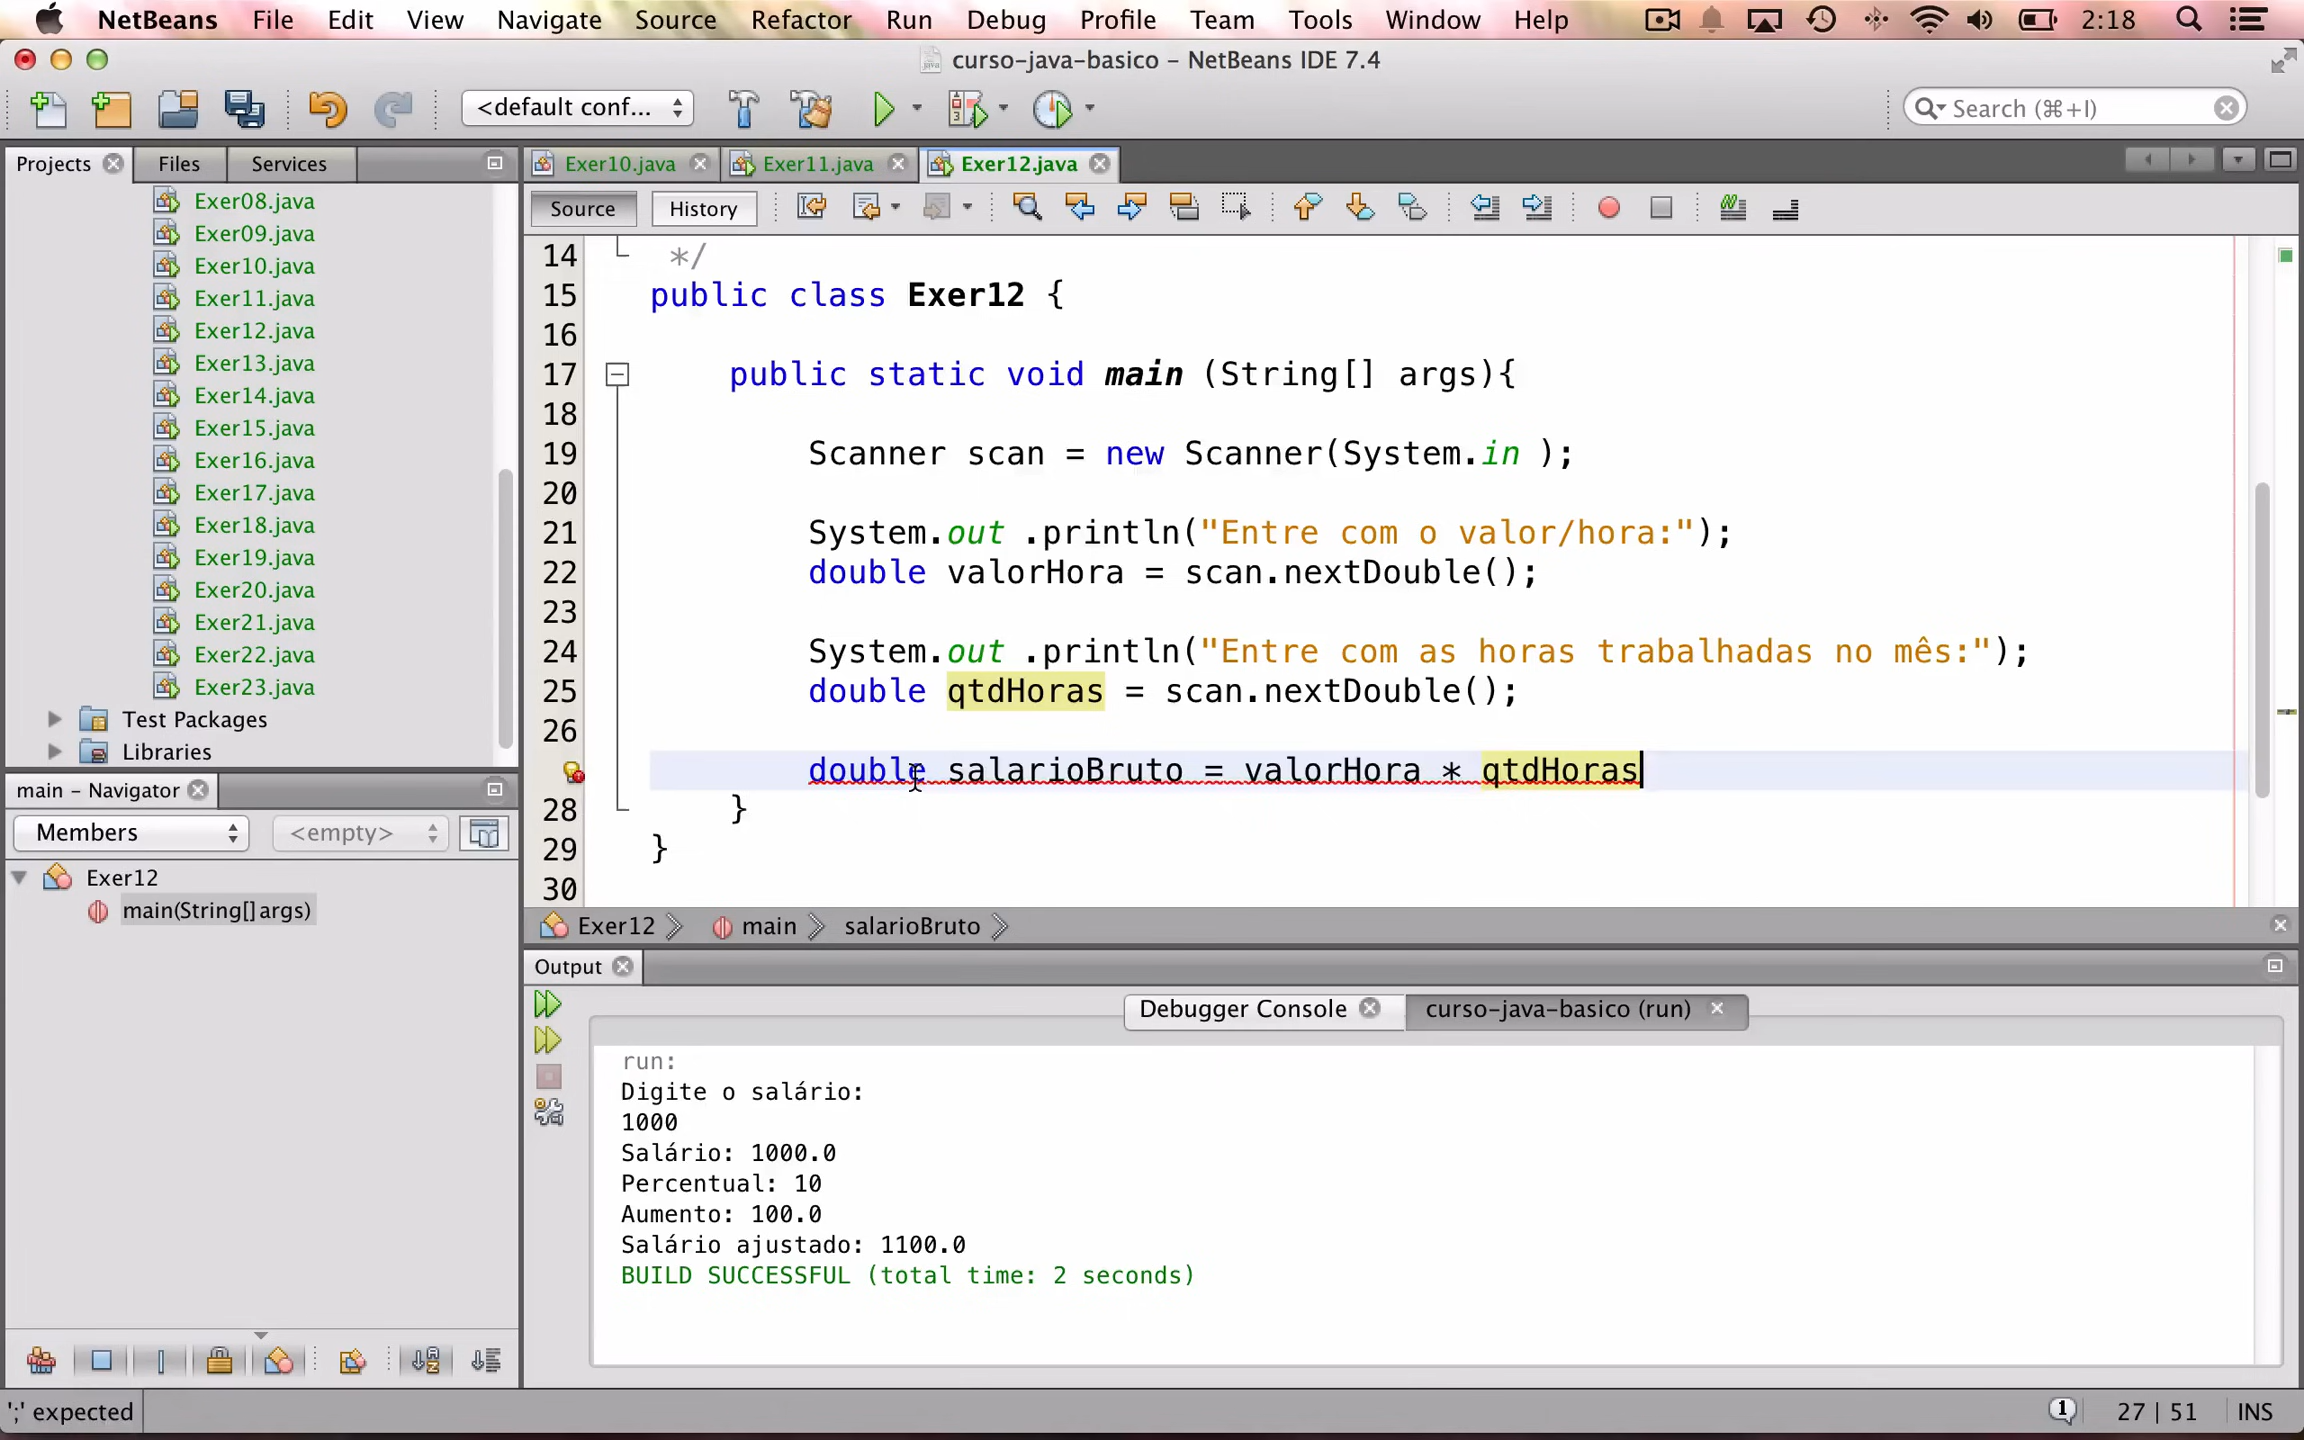 NetBeans File Edit View Navigate Source Refactor Run Debug Profile Team Tools Window Help 2:18
curso-java-basico – NetBeans IDE 7.4
<default conf... Search (⌘+I)
Projects Files Services
Exer08.java
Exer09.java
Exer10.java
Exer11.java
Exer12.java
Exer13.java
Exer14.java
Exer15.java
Exer16.java
Exer17.java
Exer18.java
Exer19.java
Exer20.java
Exer21.java
Exer22.java
Exer23.java
Test Packages
Libraries
main - Navigator
Members <empty>
Exer12
main(String[] args)
Exer10.java Exer11.java Exer12.java
Source History
14 */
15 public class Exer12 {
16
17 public static void main (String[] args){
18
19 Scanner scan = new Scanner(System.in );
20
21 System.out .println("Entre com o valor/hora:");
22 double valorHora = scan.nextDouble();
23
24 System.out .println("Entre com as horas trabalhadas no mês:");
25 double qtdHoras = scan.nextDouble();
26
double salarioBruto = valorHora * qtdHoras
28 }
29 }
30
Exer12 main salarioBruto
Output
Debugger Console curso-java-basico (run)
run:
Digite o salário:
1000
Salário: 1000.0
Percentual: 10
Aumento: 100.0
Salário ajustado: 1100.0
BUILD SUCCESSFUL (total time: 2 seconds)
';' expected 1 27 | 51 INS